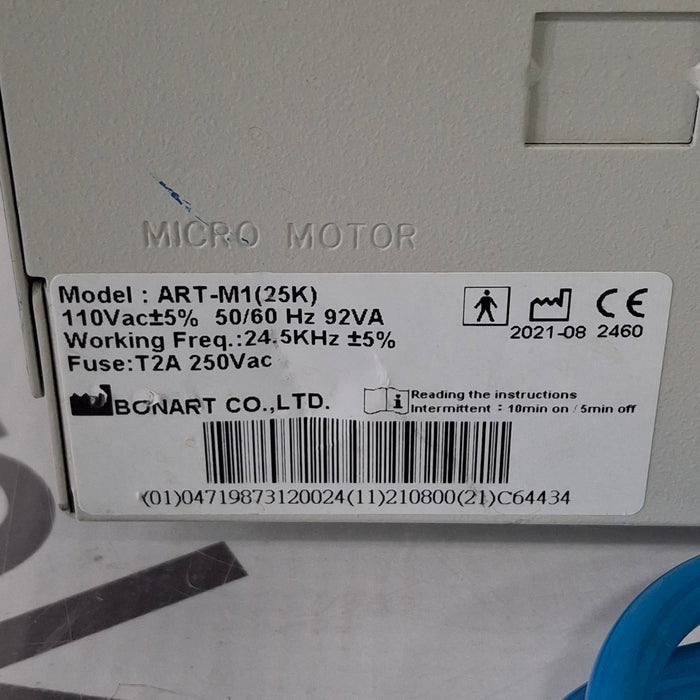 MICRO MOTOR
Model : ART-M1(25K)
110Vac±5% 50/60 Hz 92VA
Working Freq.:24.5KHz ±5%
Fuse:T2A 250Vac
2021-08 2460
BONART CO.,LTD.
Reading the instructions
Intermittent : 10min on / 5min off
(01)04719873120024(11)210800(21)C64434